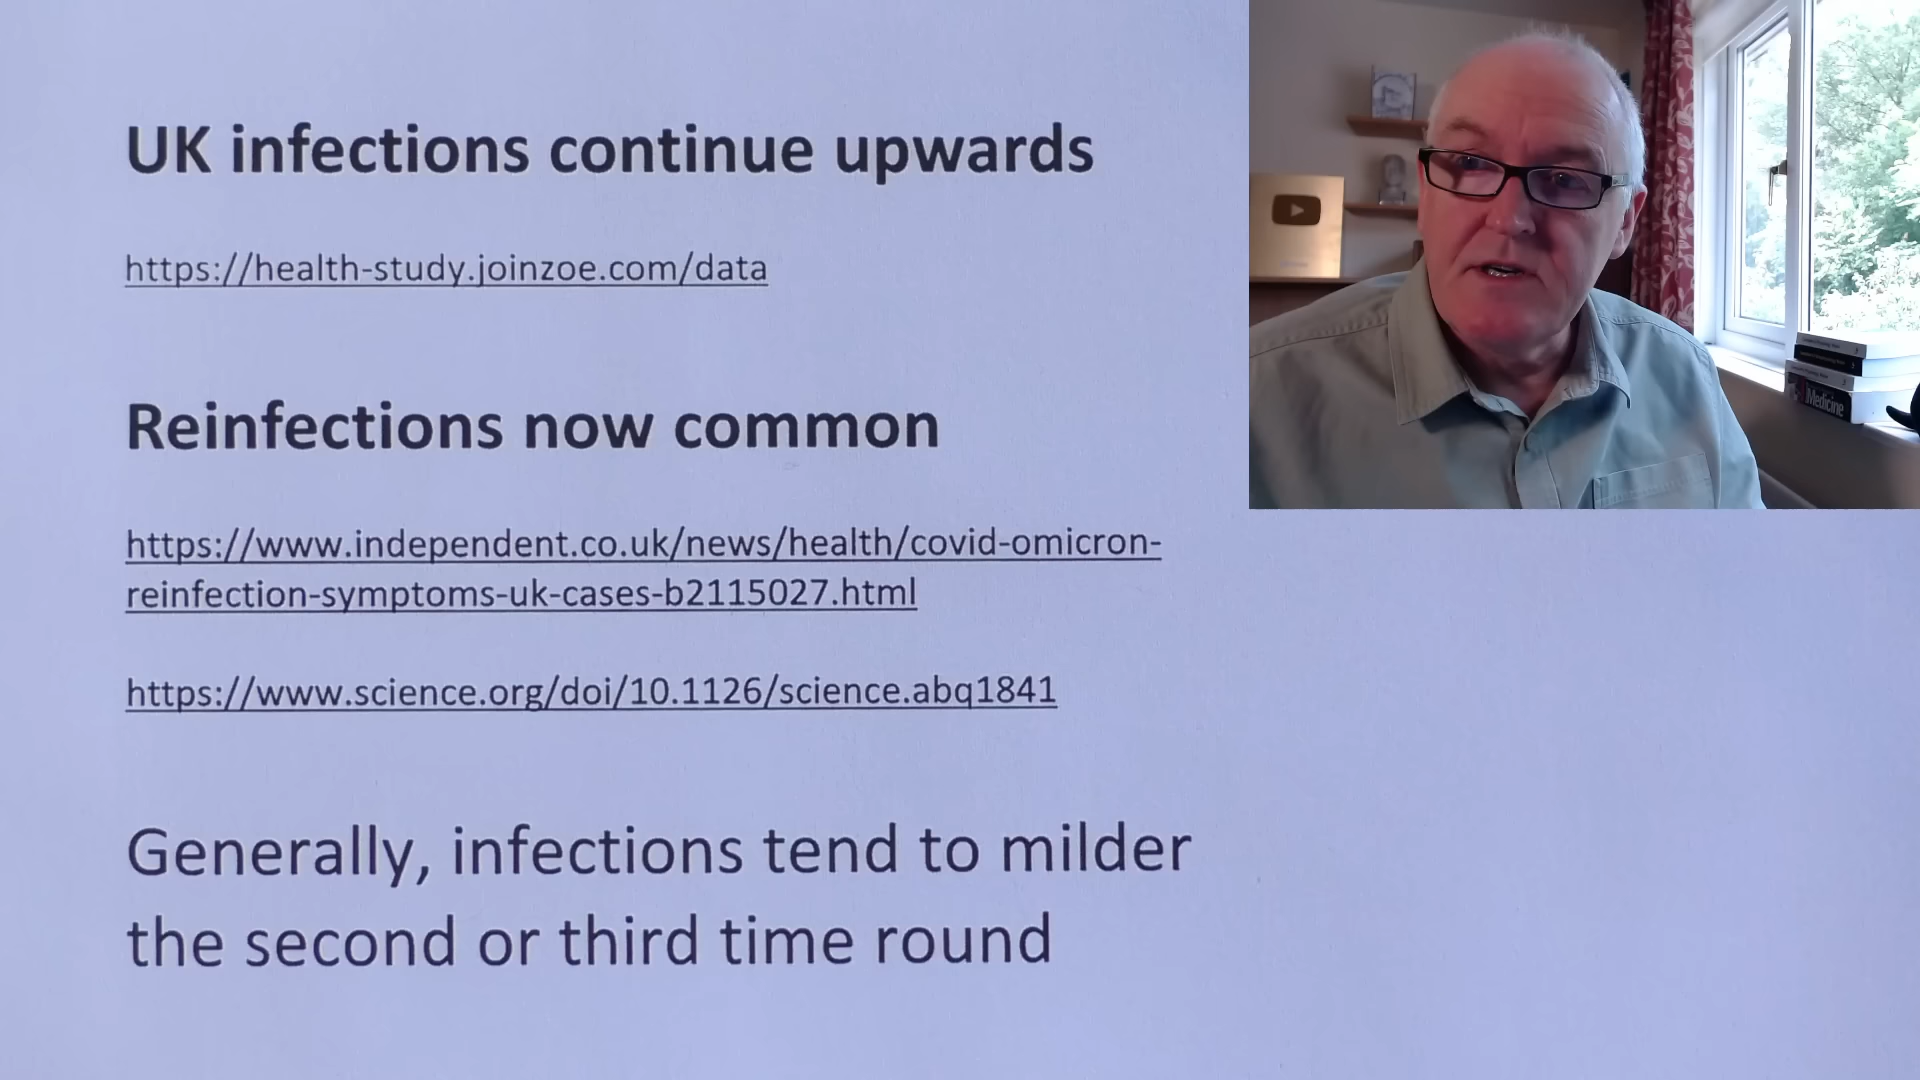 UK infections continue upwards
https://health-study.joinzoe.com/data
Reinfections now common
https://www.independent.co.uk/news/health/covid-omicron-
reinfection-symptoms-uk-cases-b2115027.html
https://www.science.org/doi/10.1126/science.abq1841
Generally, infections tend to milder
the second or third time round
Medicine